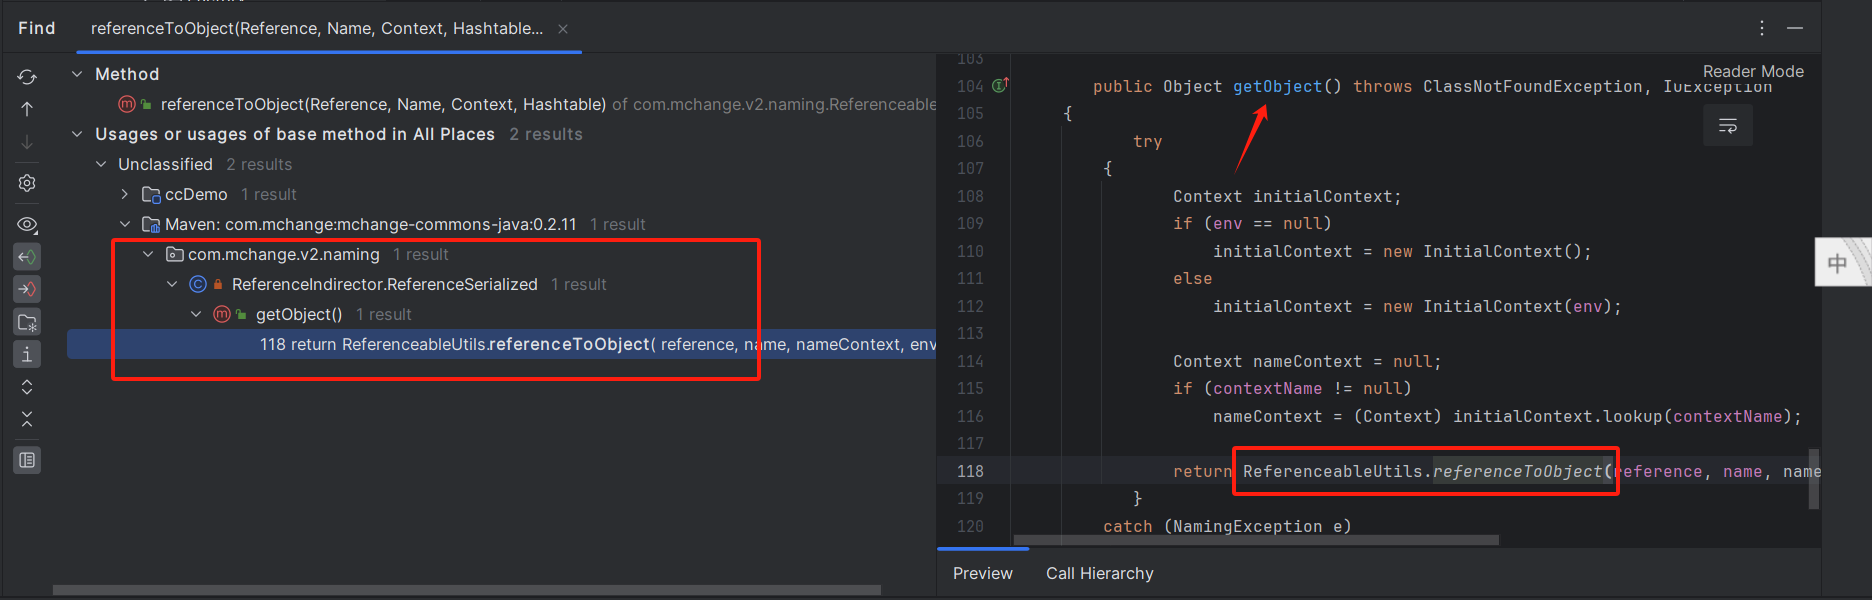 Find
referenceToObject(Reference, Name, Context, Hashtable...
Method
referenceToObject(Reference, Name, Context, Hashtable) of com.mchange.v2.naming.Referenceable
Usages or usages of base method in All Places 2 results
Unclassified 2 results
ccDemo 1 result
Maven: com.mchange:mchange-commons-java:0.2.11 1 result
com.mchange.v2.naming 1 result
ReferenceIndirector.ReferenceSerialized 1 result
getObject() 1 result
118 return ReferenceableUtils.referenceToObject( reference, name, nameContext, env
103
Reader Mode
104 public Object getObject() throws ClassNotFoundException, IOException
105 {
106 try
107 {
108 Context initialContext;
109 if (env == null)
110 initialContext = new InitialContext();
111 else
112 initialContext = new InitialContext(env);
113
114 Context nameContext = null;
115 if (contextName != null)
116 nameContext = (Context) initialContext.lookup(contextName);
117
118 return ReferenceableUtils.referenceToObject(reference, name, name
119 }
120 catch (NamingException e)
Preview Call Hierarchy
中